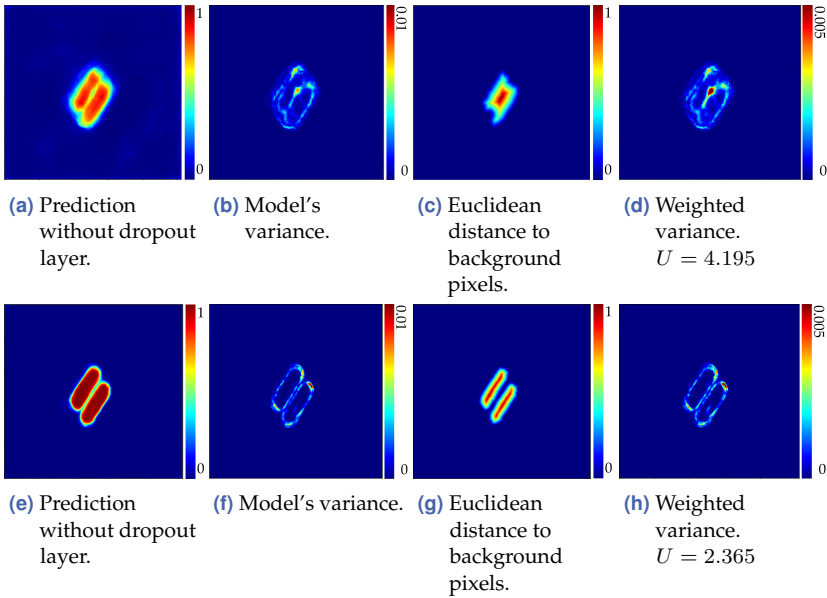 1
0
0.01
0
1
0
0.005
0
(a) Prediction
without dropout
layer.
(b) Model's
variance.
(c) Euclidean
distance to
background
pixels.
(d) Weighted
variance.
U = 4.195
1
0
0.01
0
1
0
0.005
0
(e) Prediction
without dropout
layer.
(f) Model's variance.
(g) Euclidean
distance to
background
pixels.
(h) Weighted
variance.
U = 2.365